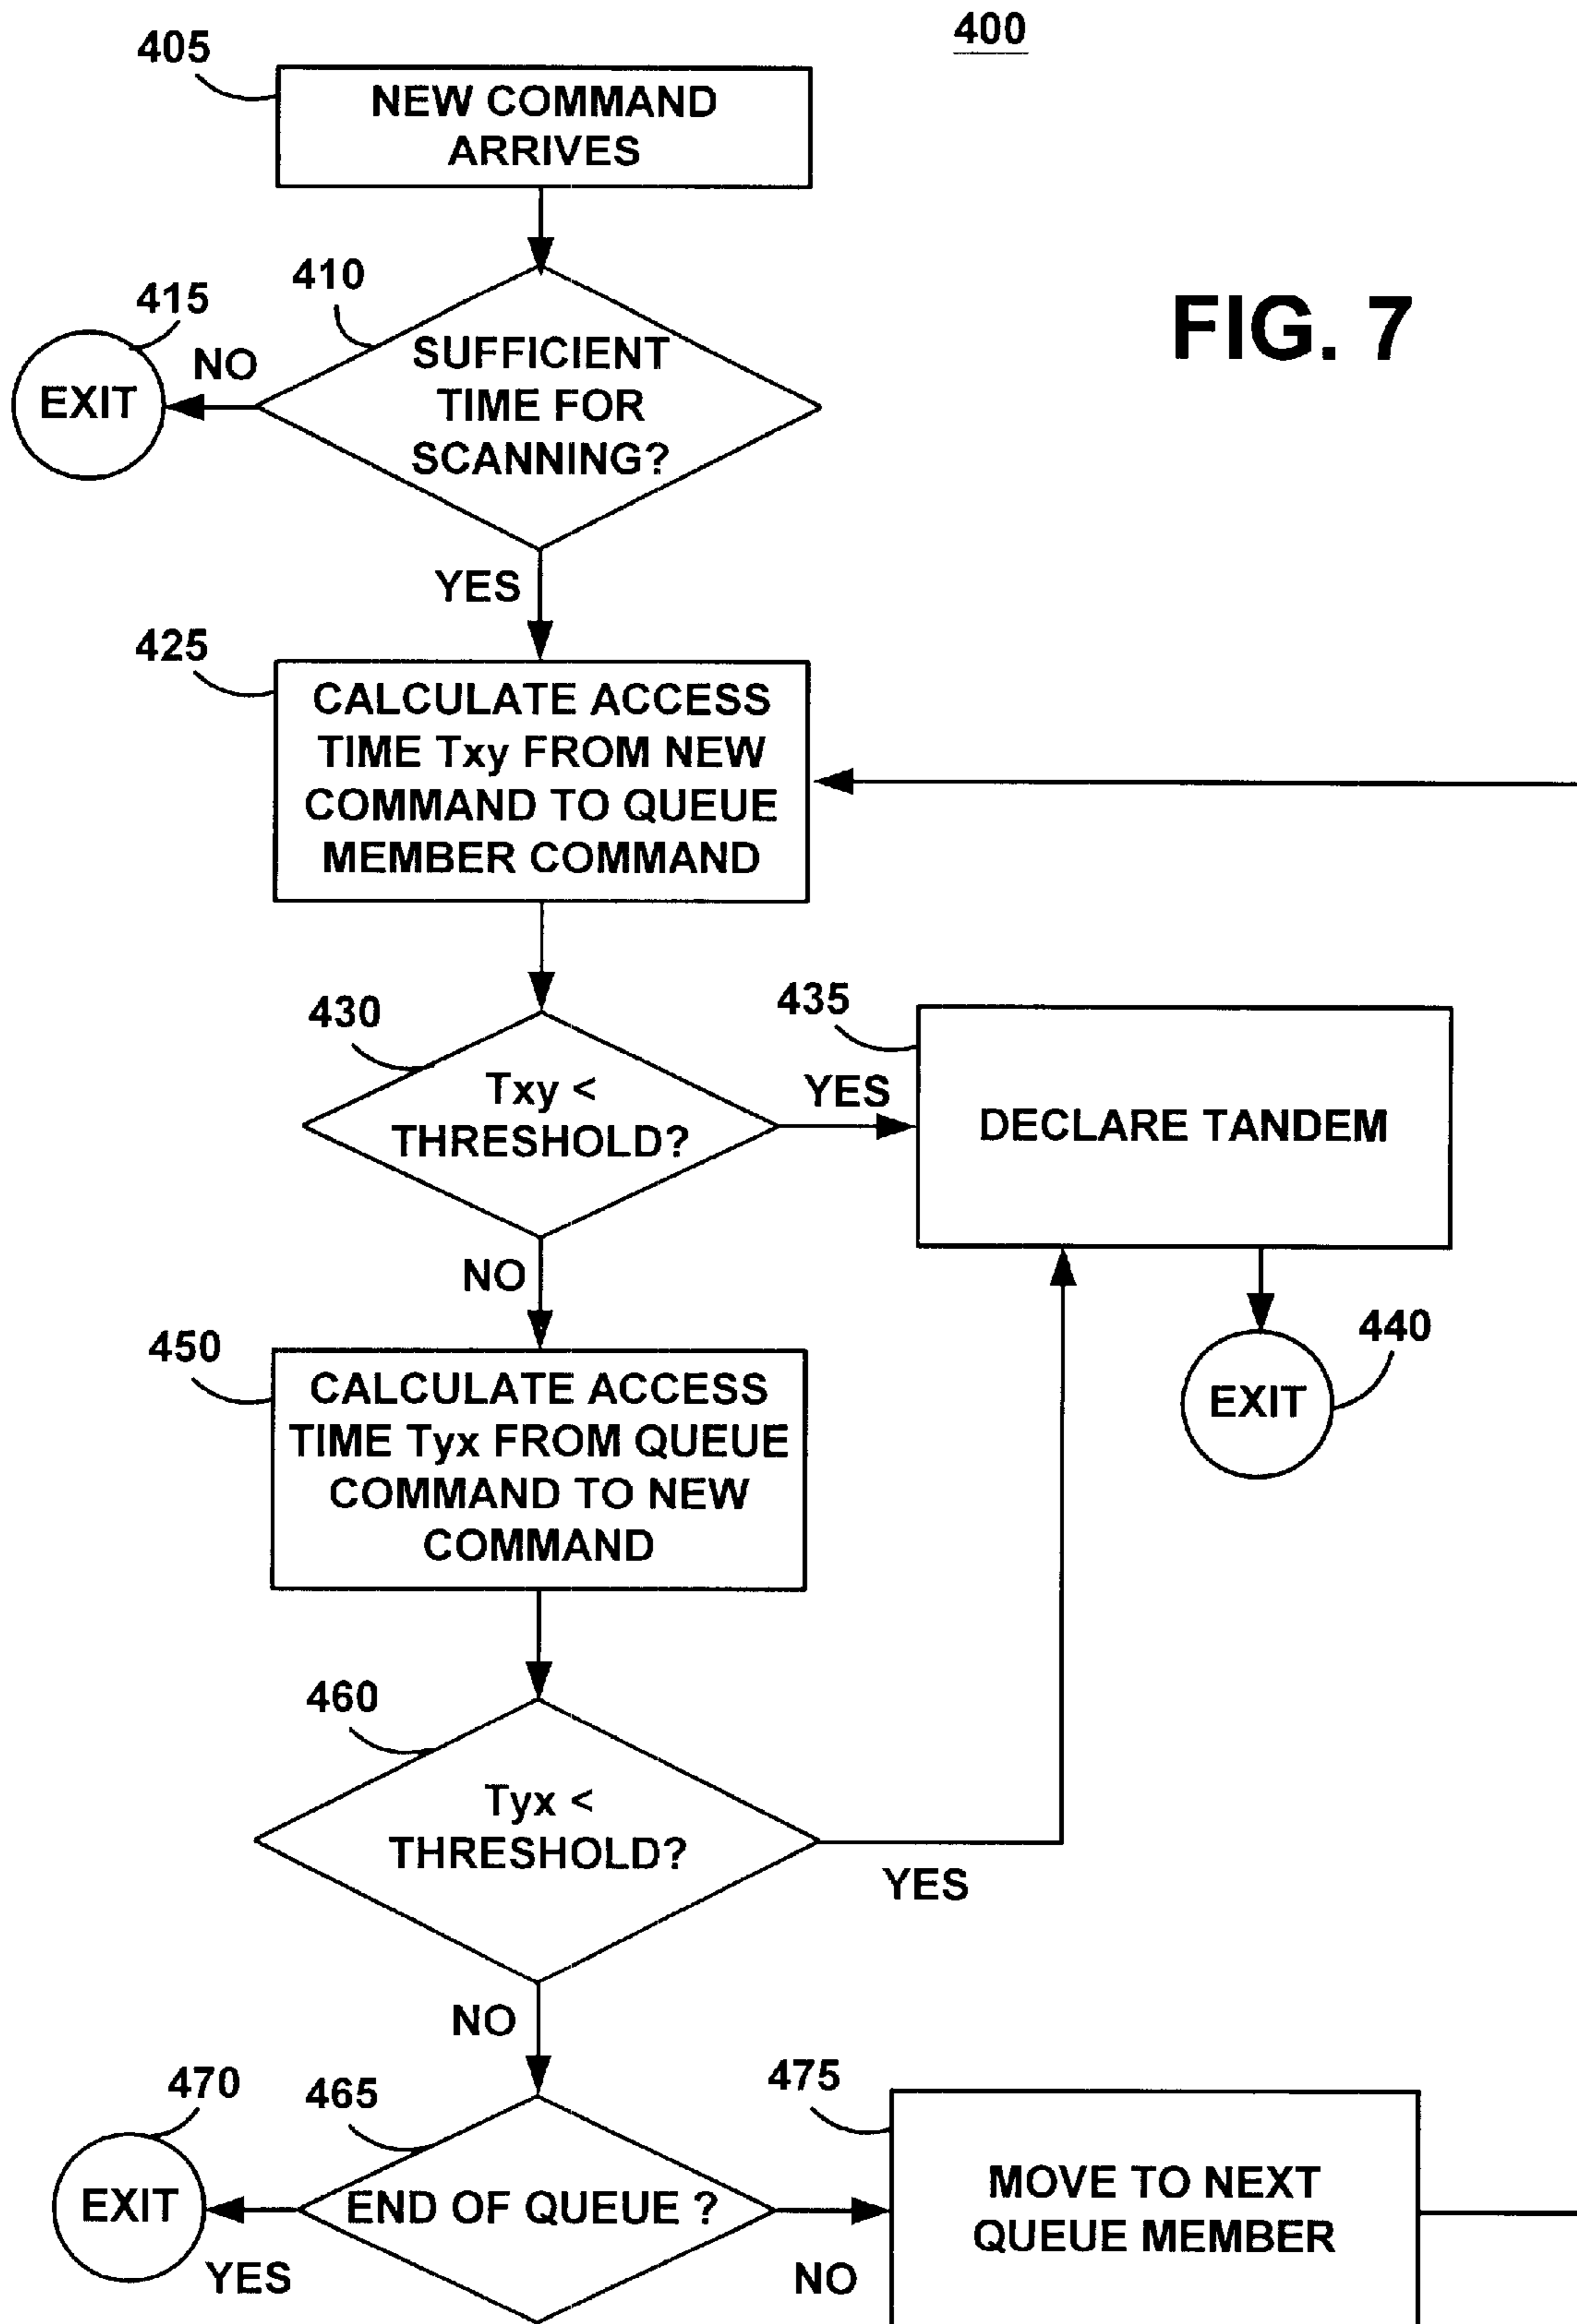 400
405
NEW COMMAND
ARRIVES
410
415
FIG. 7
EXIT
NO
SUFFICIENT
TIME FOR
SCANNING?
YES
425
CALCULATE ACCESS
TIME Txy FROM NEW
COMMAND TO QUEUE
MEMBER COMMAND
430
435
Txy <
THRESHOLD?
YES
DECLARE TANDEM
NO
440
EXIT
450
CALCULATE ACCESS
TIME Tyx FROM QUEUE
COMMAND TO NEW
COMMAND
460
Tyx <
THRESHOLD?
YES
NO
470
465
475
EXIT
END OF QUEUE ?
MOVE TO NEXT
QUEUE MEMBER
YES
NO